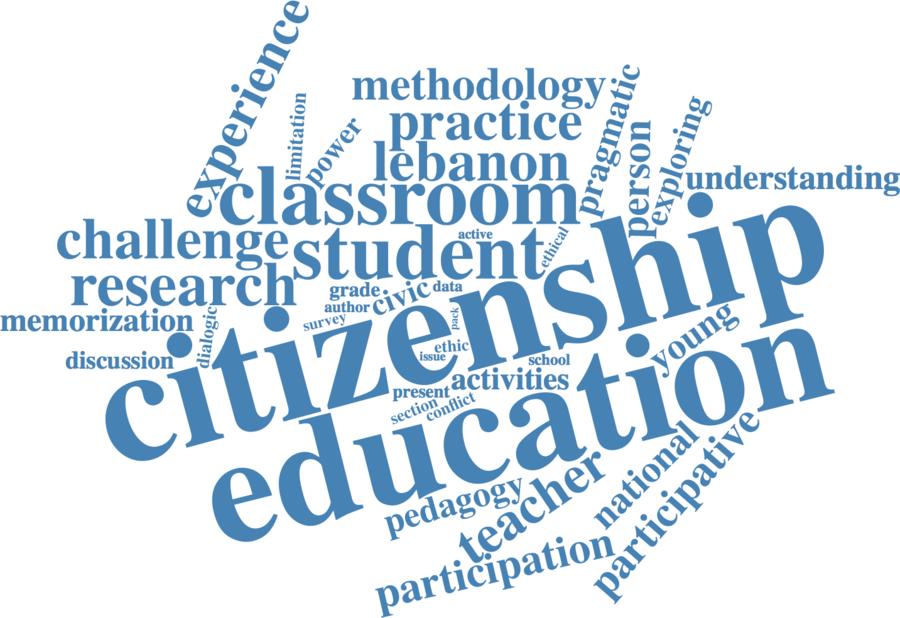 experience
limitation
power
methodology
practice
lebanon
pragmatic
person
exploring
understanding
classroom
challenge
student
active
ethical
research
memorization
discussion
dialogic
grade
civic
data
author
survey
pack
ethic
issue
school
citizenship
young
present
activities
section
conflict
education
pedagogy
teacher
national
participative
participation